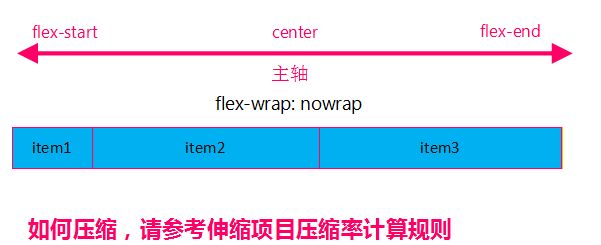 flex-start center flex-end
主轴
flex-wrap: nowrap
item1 item2 item3
如何压缩，请参考伸缩项目压缩率计算规则